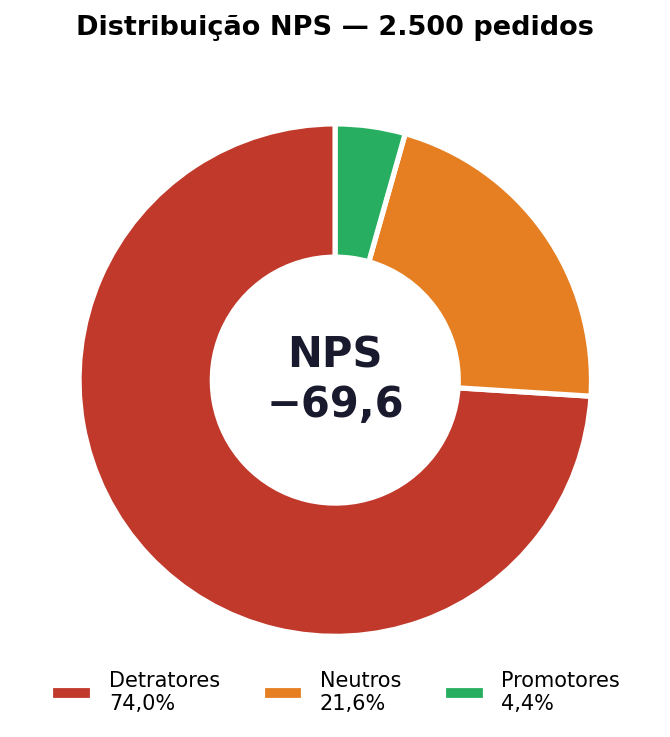 Distribuição NPS — 2.500 pedidos
NPS
−69,6
Detratores
74,0%
Neutros
21,6%
Promotores
4,4%